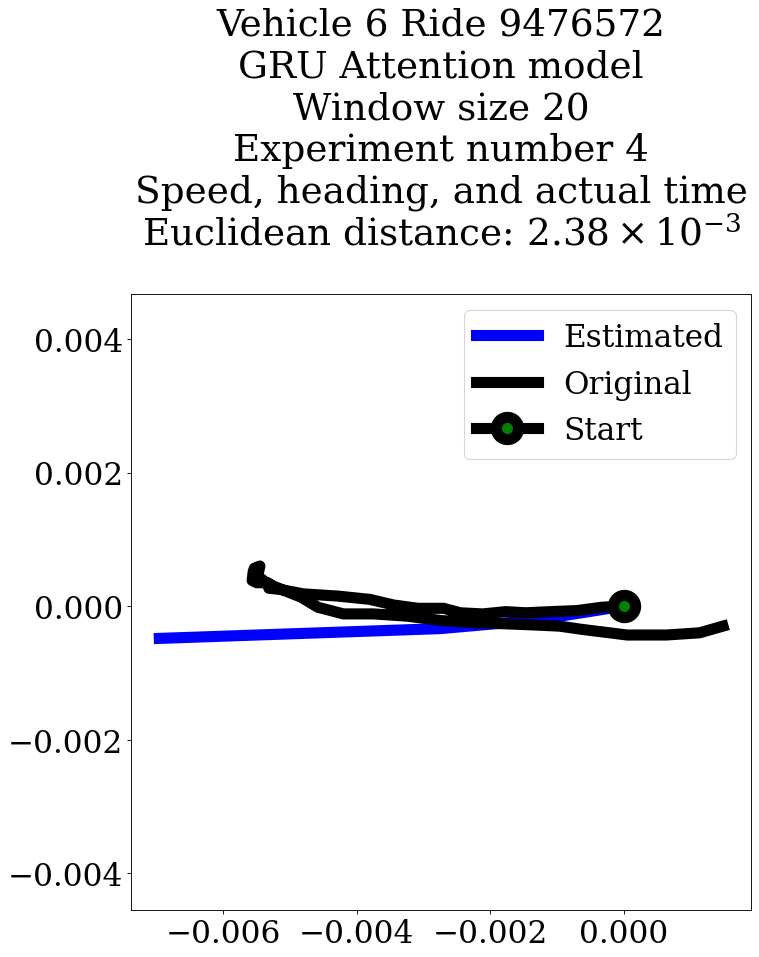 Vehicle 6 Ride 9476572
GRU Attention model
Window size 20
Experiment number 4
Speed, heading, and actual time
Euclidean distance: 2.38 × 10⁻³
Estimated
Original
Start
0.004
0.002
0.000
−0.002
−0.004
−0.006 −0.004 −0.002 0.000